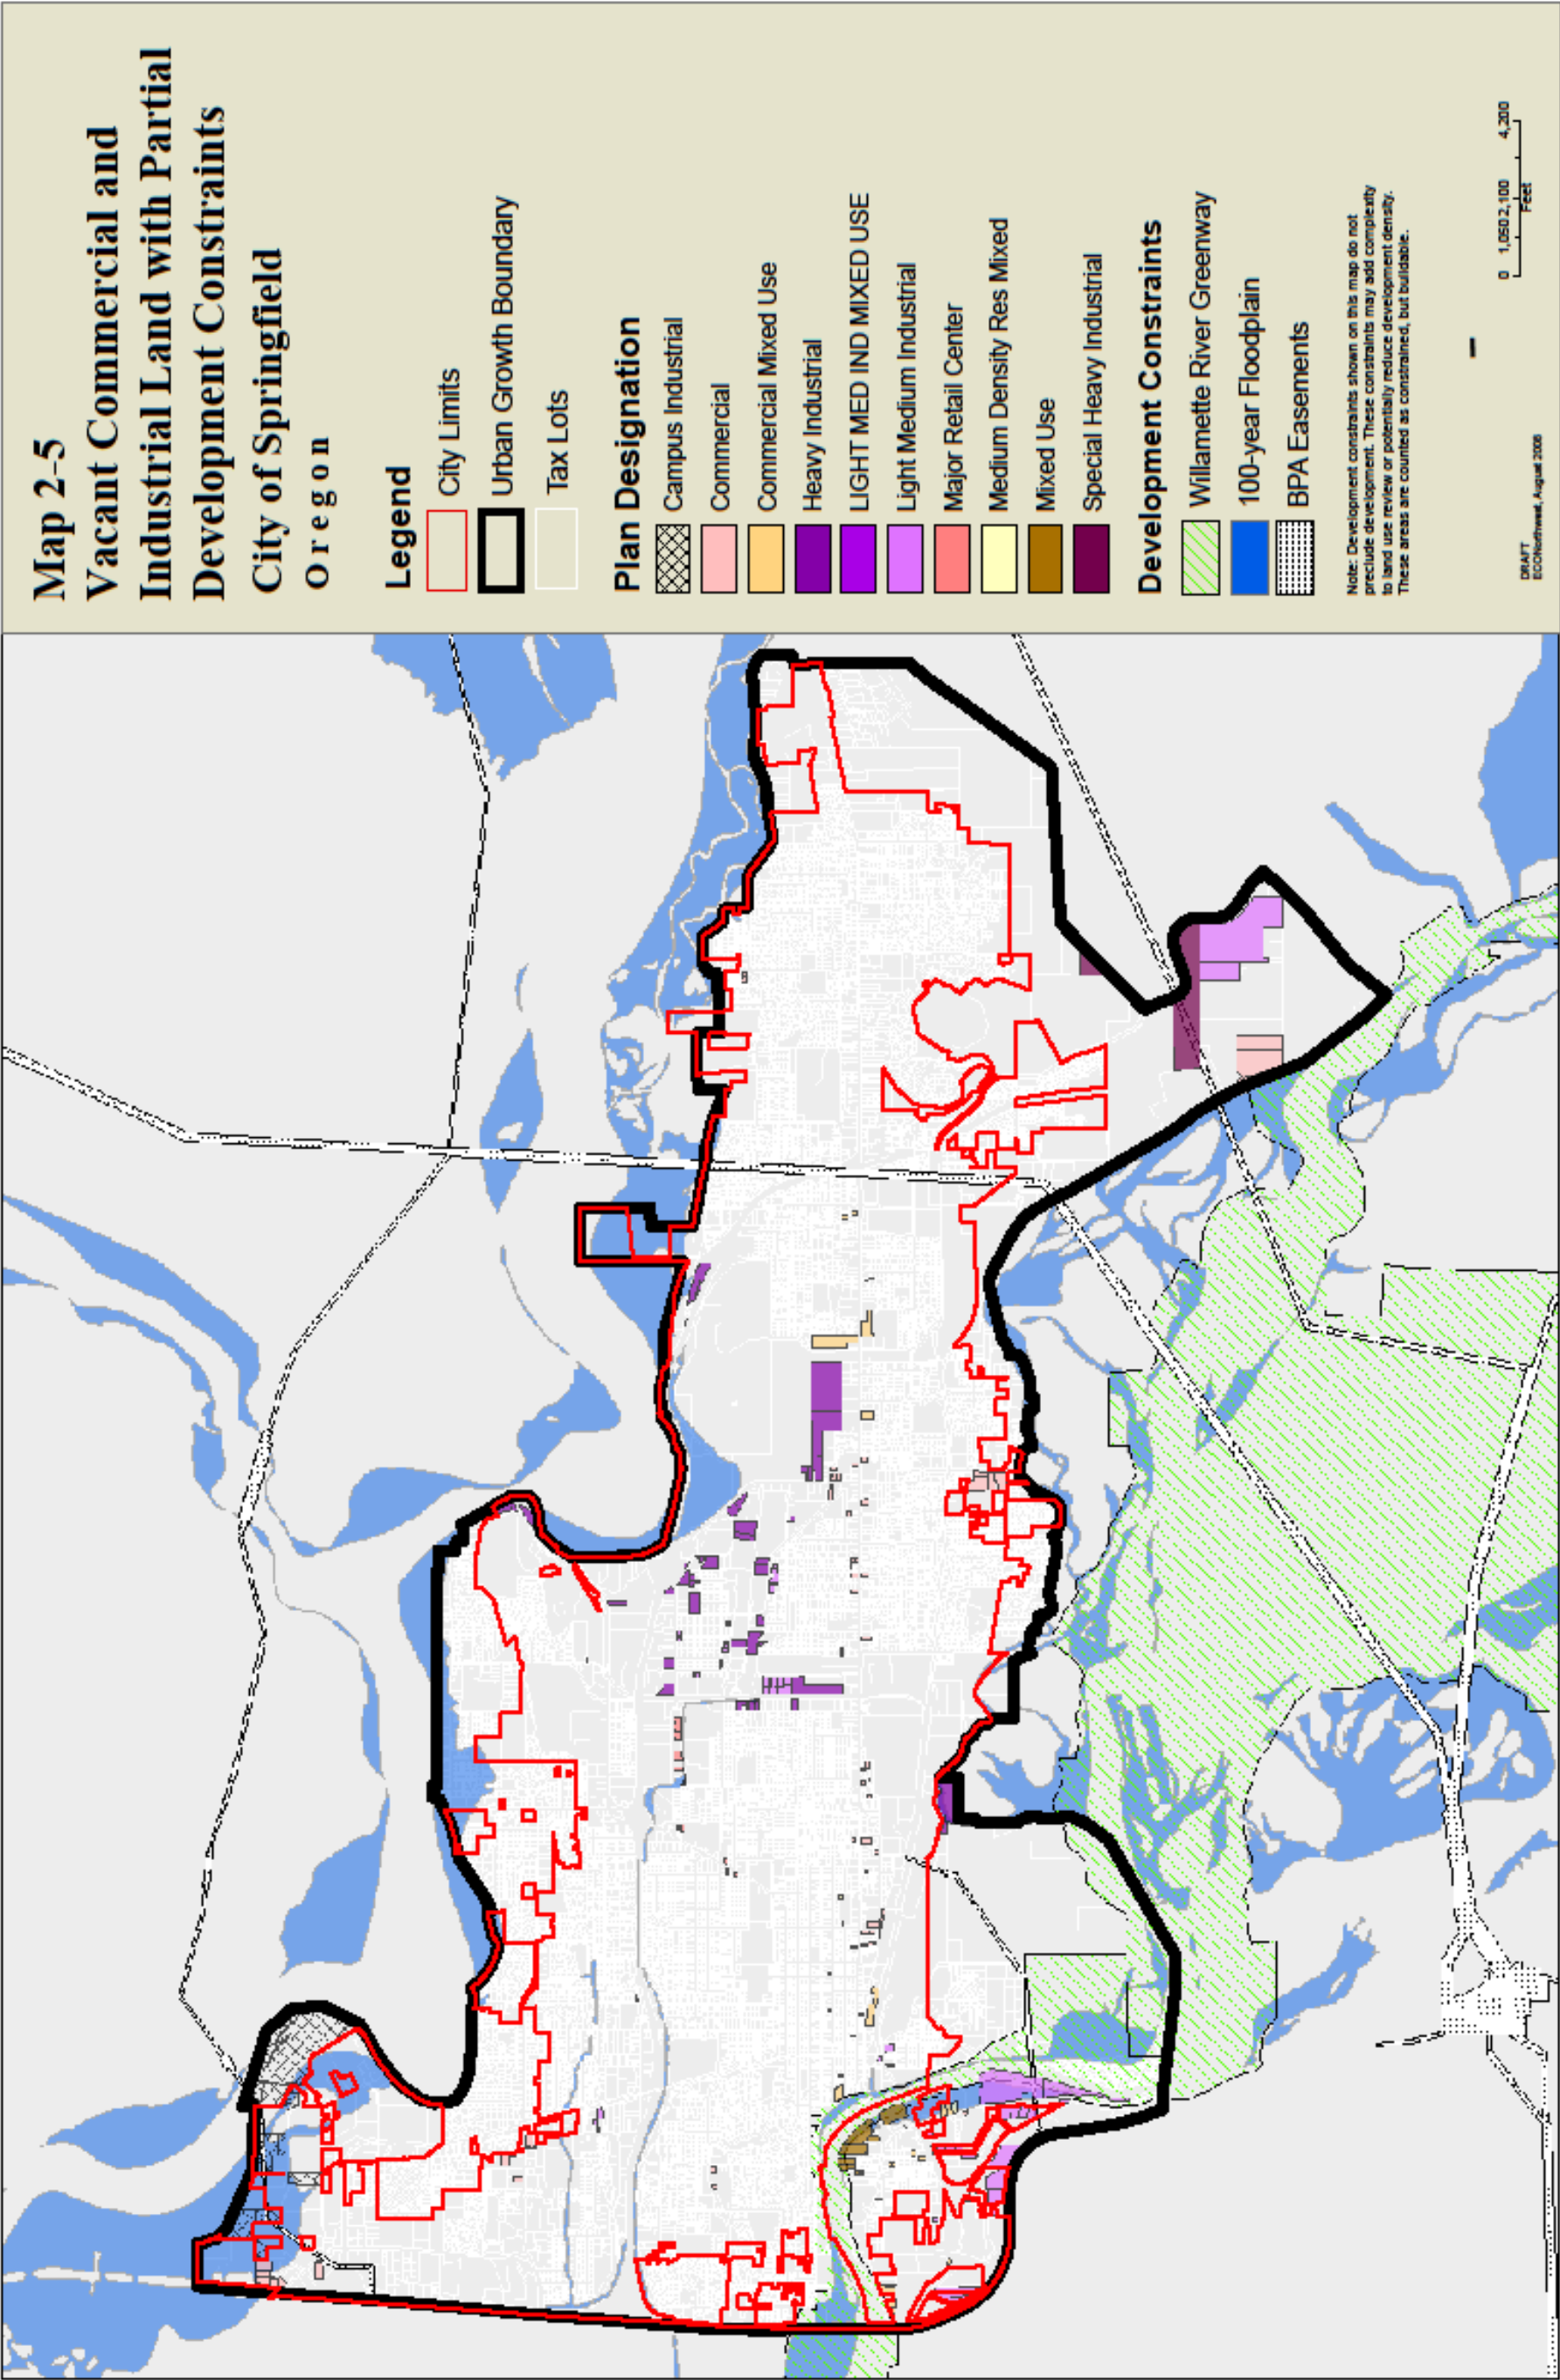 Map 2-5
Vacant Commercial and
Industrial Land with Partial
Development Constraints
City of Springfield
Oregon
Legend
City Limits
Urban Growth Boundary
Tax Lots
Plan Designation
Campus Industrial
Commercial
Commercial Mixed Use
Heavy Industrial
LIGHT MED IND MIXED USE
Light Medium Industrial
Major Retail Center
Medium Density Res Mixed
Mixed Use
Special Heavy Industrial
Development Constraints
Willamette River Greenway
100-year Floodplain
BPA Easements
Note: Development constraints shown on this map do not
preclude development. These constraints may add complexity
to land use review or potentially reduce development density.
These areas are counted as constrained, but buildable.
0 1,050 2,100 4,200
Feet
DRAFT
ECONorthwest, August 2008